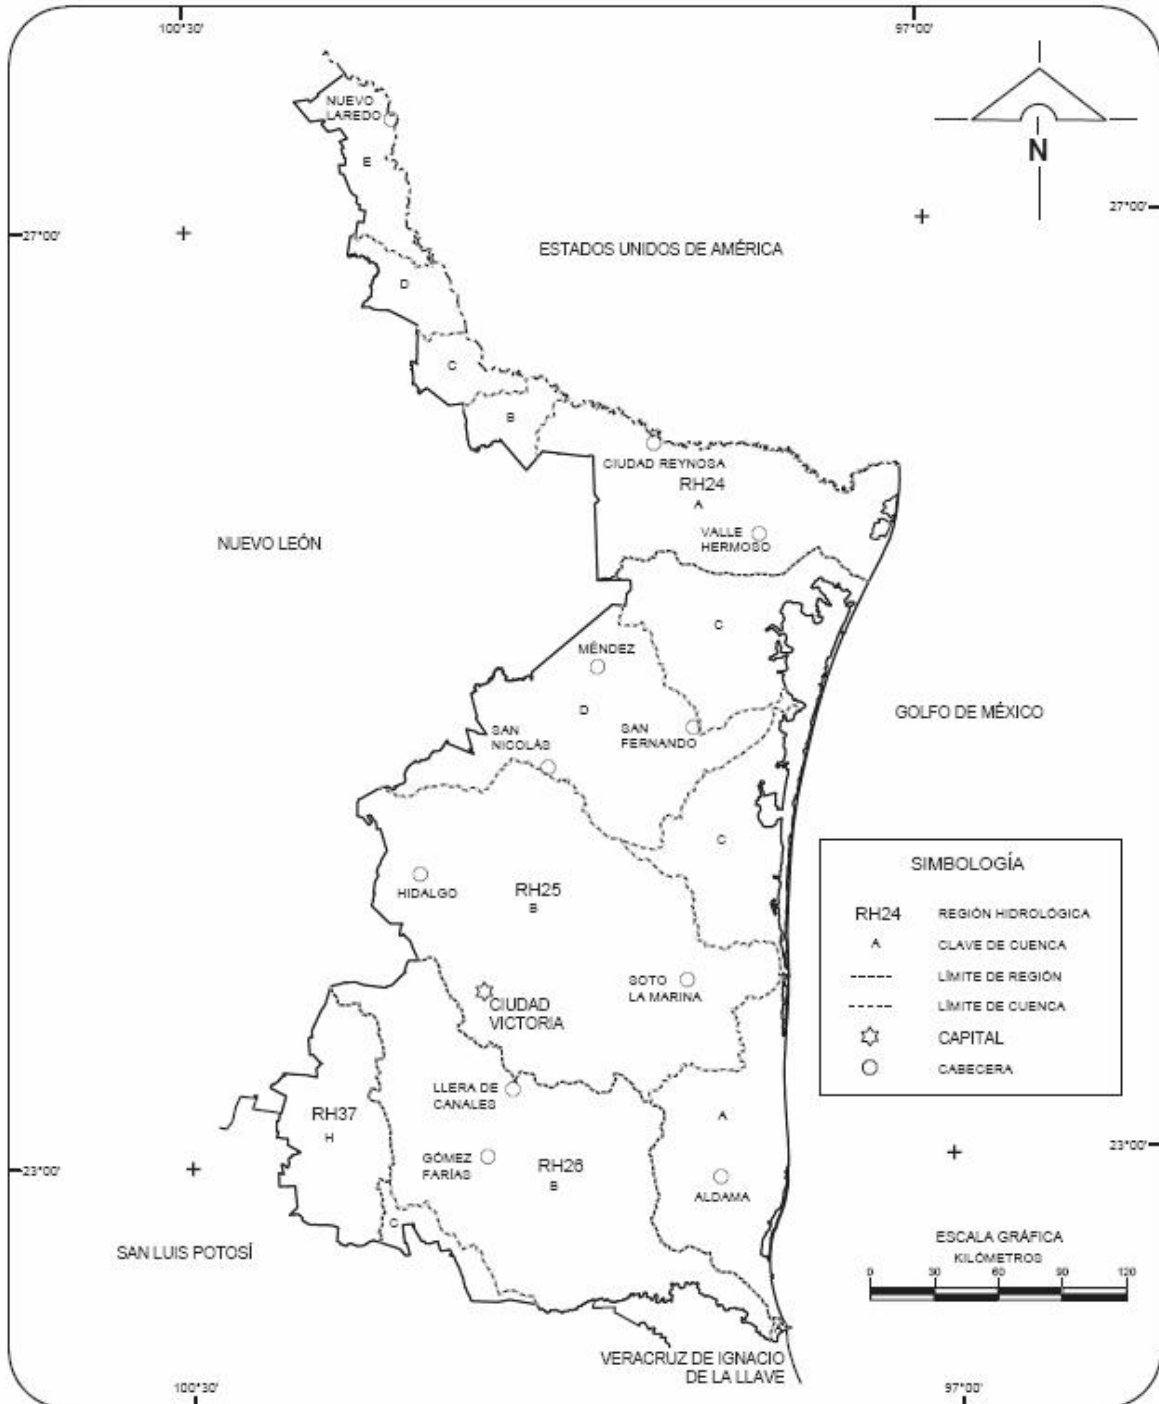 100°30'
97°00'
NUEVO
LAREDO
E
N
27°00'
27°00'
ESTADOS UNIDOS DE AMÉRICA
D
C
B
CIUDAD REYNOSA
RH24
A
VALLE
HERMOSO
NUEVO LEÓN
C
MÉNDEZ
D
SAN
FERNANDO
GOLFO DE MÉXICO
SAN
NICOLÁS
C
HIDALGO
RH25
B
SOTO
LA MARINA
CIUDAD
VICTORIA
SIMBOLOGÍA
RH24 REGIÓN HIDROLÓGICA
A CLAVE DE CUENCA
LÍMITE DE REGIÓN
LÍMITE DE CUENCA
CAPITAL
CABECERA
LLERA DE
CANALES
RH37
H
A
GÓMEZ
FARÍAS
RH26
B
ALDAMA
23°00'
23°00'
C
SAN LUIS POTOSÍ
ESCALA GRÁFICA
KILÓMETROS
0 30 60 90 120
VERACRUZ DE IGNACIO
DE LA LLAVE
100°30'
97°00'